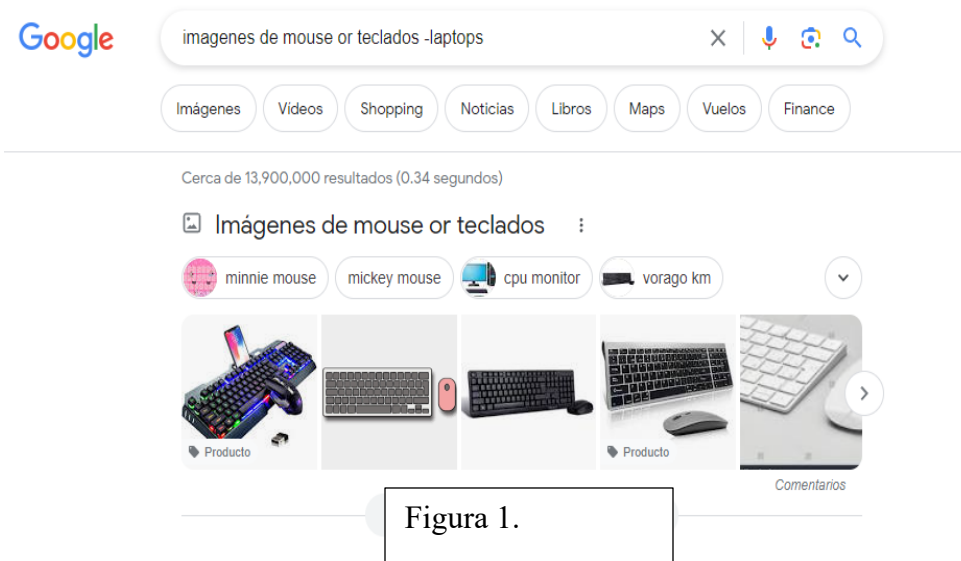 Google
imagenes de mouse or teclados -laptops
Imágenes
Vídeos
Shopping
Noticias
Libros
Maps
Vuelos
Finance
Cerca de 13,900,000 resultados (0.34 segundos)
Imágenes de mouse or teclados
minnie mouse
mickey mouse
cpu monitor
vorago km
Producto
Producto
Comentarios
Figura 1.